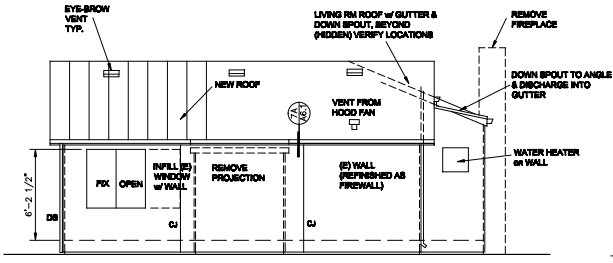 EYE-BROW
VENT
TYP.
LIVING RM ROOF w/ GUTTER &
DOWN SPOUT, BEYOND
(HIDDEN) VERIFY LOCATIONS
REMOVE
FIREPLACE
NEW ROOF
DOWN SPOUT TO ANGLE
& DISCHARGE INTO
GUTTER
7A
A6.1
VENT FROM
HOOD FAN
6'-2 1/2"
FIX
OPEN
INFILL (E)
WINDOW
w/ WALL
REMOVE
PROJECTION
(E) WALL
(REFINISHED AS
FIREWALL)
WATER HEATER
on WALL
DS
CJ
CJ